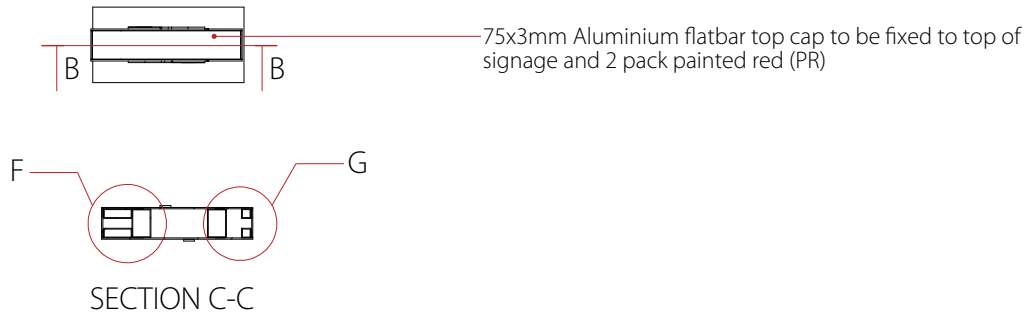 75x3mm Aluminium flatbar top cap to be fixed to top of
signage and 2 pack painted red (PR)
B
B
F
G
SECTION C-C